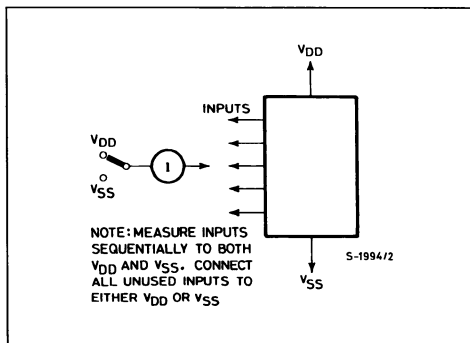 VDD
INPUTS
VDD
I
VSS
NOTE: MEASURE INPUTS
SEQUENTIALLY TO BOTH
VDD AND VSS. CONNECT
ALL UNUSED INPUTS TO
EITHER VDD OR VSS
S-1994/2
VSS